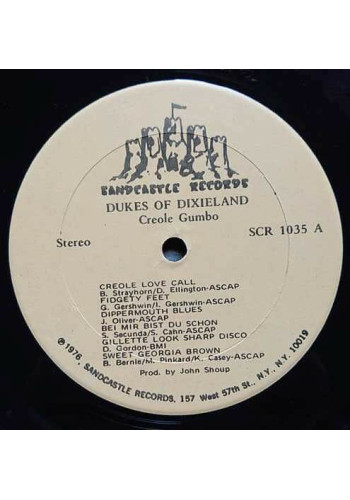 SANDCASTLE RECORDS
DUKES OF DIXIELAND
Creole Gumbo
Stereo
SCR 1035 A
CREOLE LOVE CALL
B. Strayhorn/D. Ellington-ASCAP
FIDGETY FEET
G. Gershwin/I. Gershwin-ASCAP
DIPPERMOUTH BLUES
J. Oliver-ASCAP
BEI MIR BIST DU SCHON
S. Secunda/S. Cahn-ASCAP
GILLETTE LOOK SHARP DISCO
D. Gordon-BMI
SWEET GEORGIA BROWN
B. Bernie/M. Pinkard/K. Casey-ASCAP
Prod. by John Shoup
℗1976, SANDCASTLE RECORDS, 157 West 57th St., N.Y., N.Y. 10019